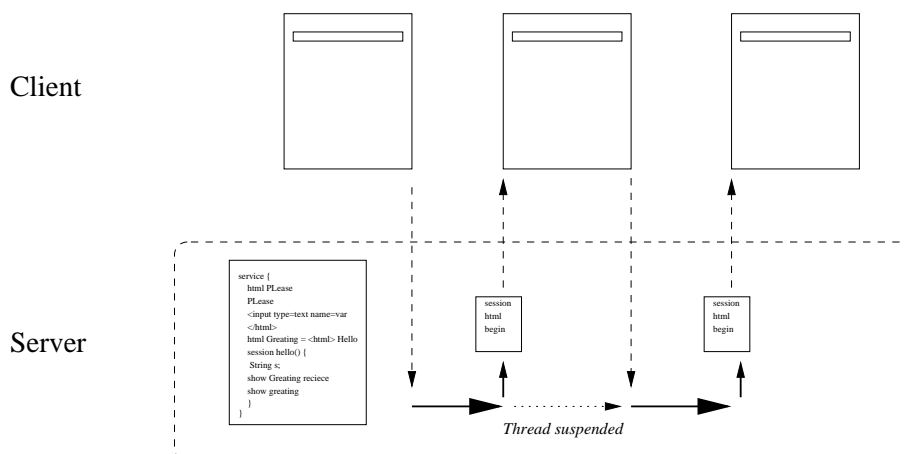 Client
Server
service {
html PLease
PLease
<input type=text name=var
</html>
html Greating = <html> Hello
session hello() {
String s;
show Greating reciece
show greating
}
}
session
html
begin
session
html
begin
Thread suspended